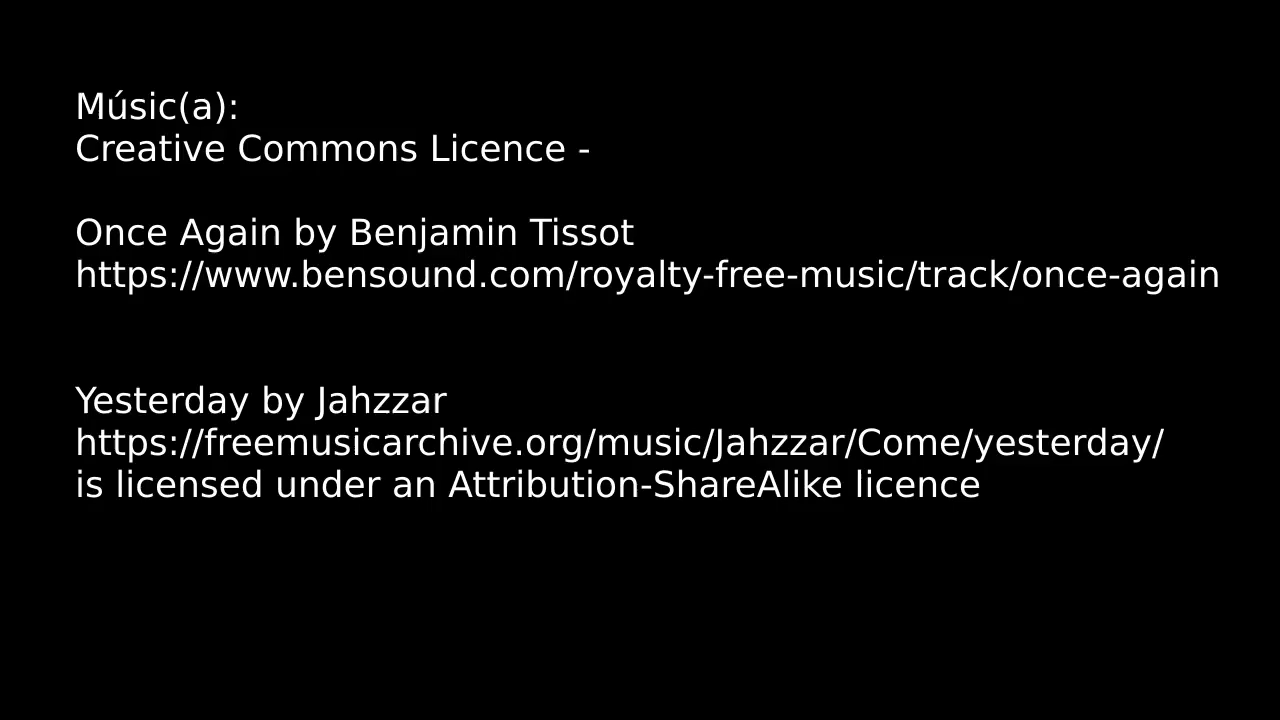 Músic(a):
Creative Commons Licence -
Once Again by Benjamin Tissot
https://www.bensound.com/royalty-free-music/track/once-again
Yesterday by Jahzzar
https://freemusicarchive.org/music/Jahzzar/Come/yesterday/
is licensed under an Attribution-ShareAlike licence